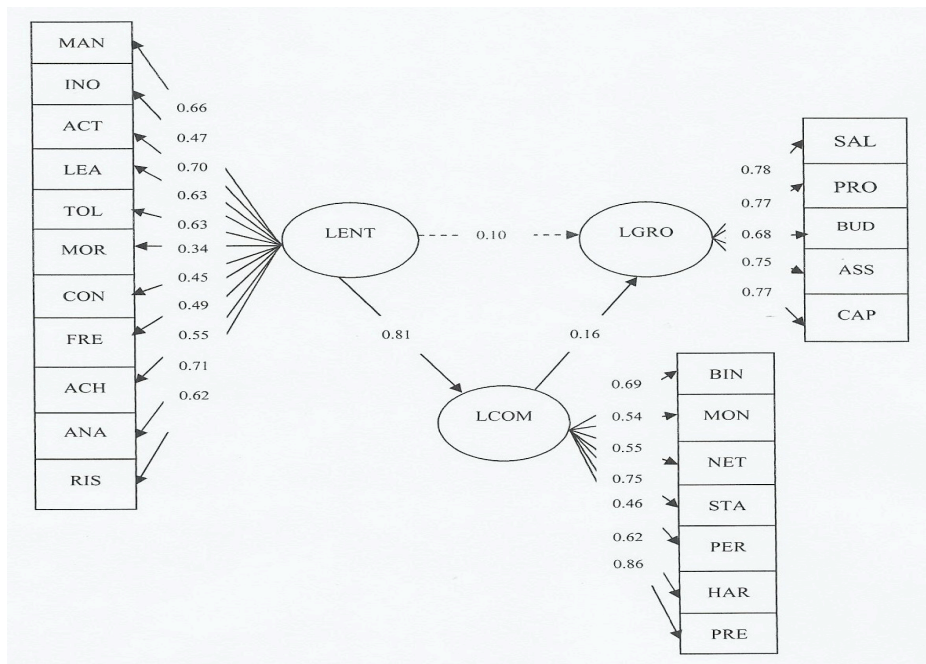 MAN
INO
ACT
LEA
TOL
MOR
CON
FRE
ACH
ANA
RIS
0.66
0.47
0.70
0.63
0.63
0.34
0.45
0.49
0.55
0.71
0.62
LENT
0.10
LGRO
0.81
0.16
LCOM
0.78
0.77
0.68
0.75
0.77
SAL
PRO
BUD
ASS
CAP
0.69
0.54
0.55
0.75
0.46
0.62
0.86
BIN
MON
NET
STA
PER
HAR
PRE